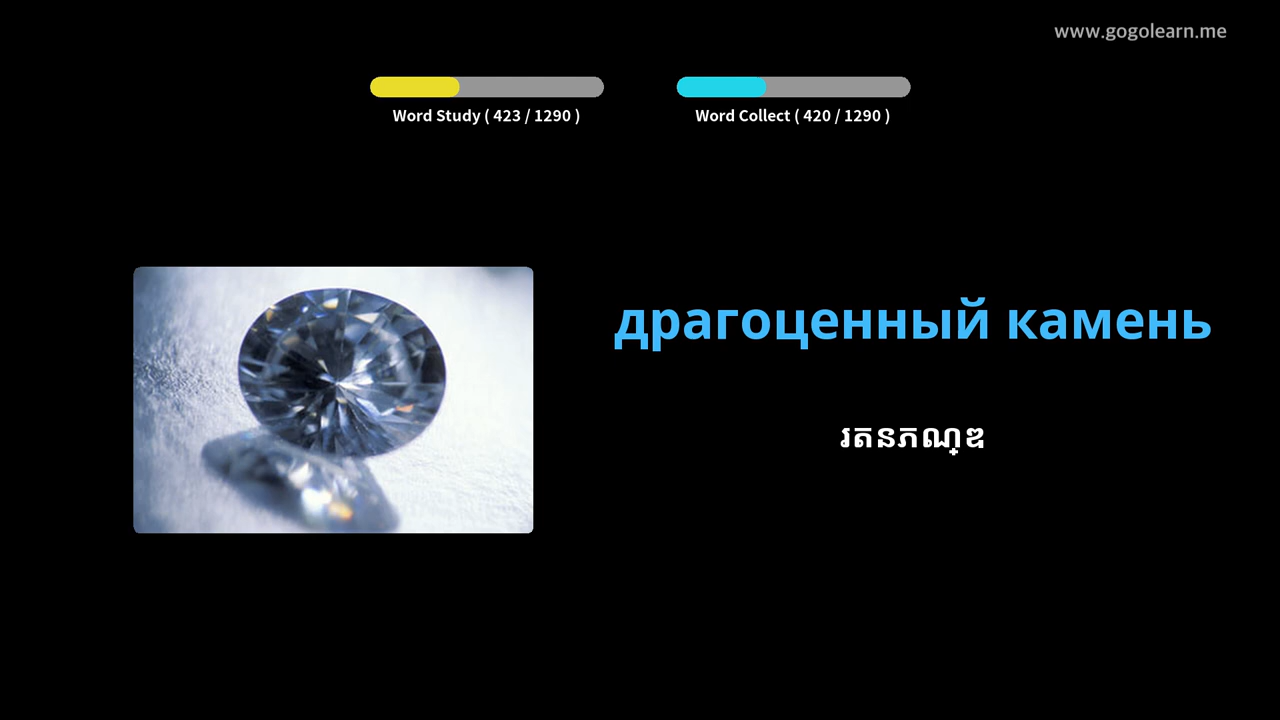 www.gogolearn.me
Word Study ( 423 / 1290 )
Word Collect ( 420 / 1290 )
драгоценный камень
រតនភណ្ឌ